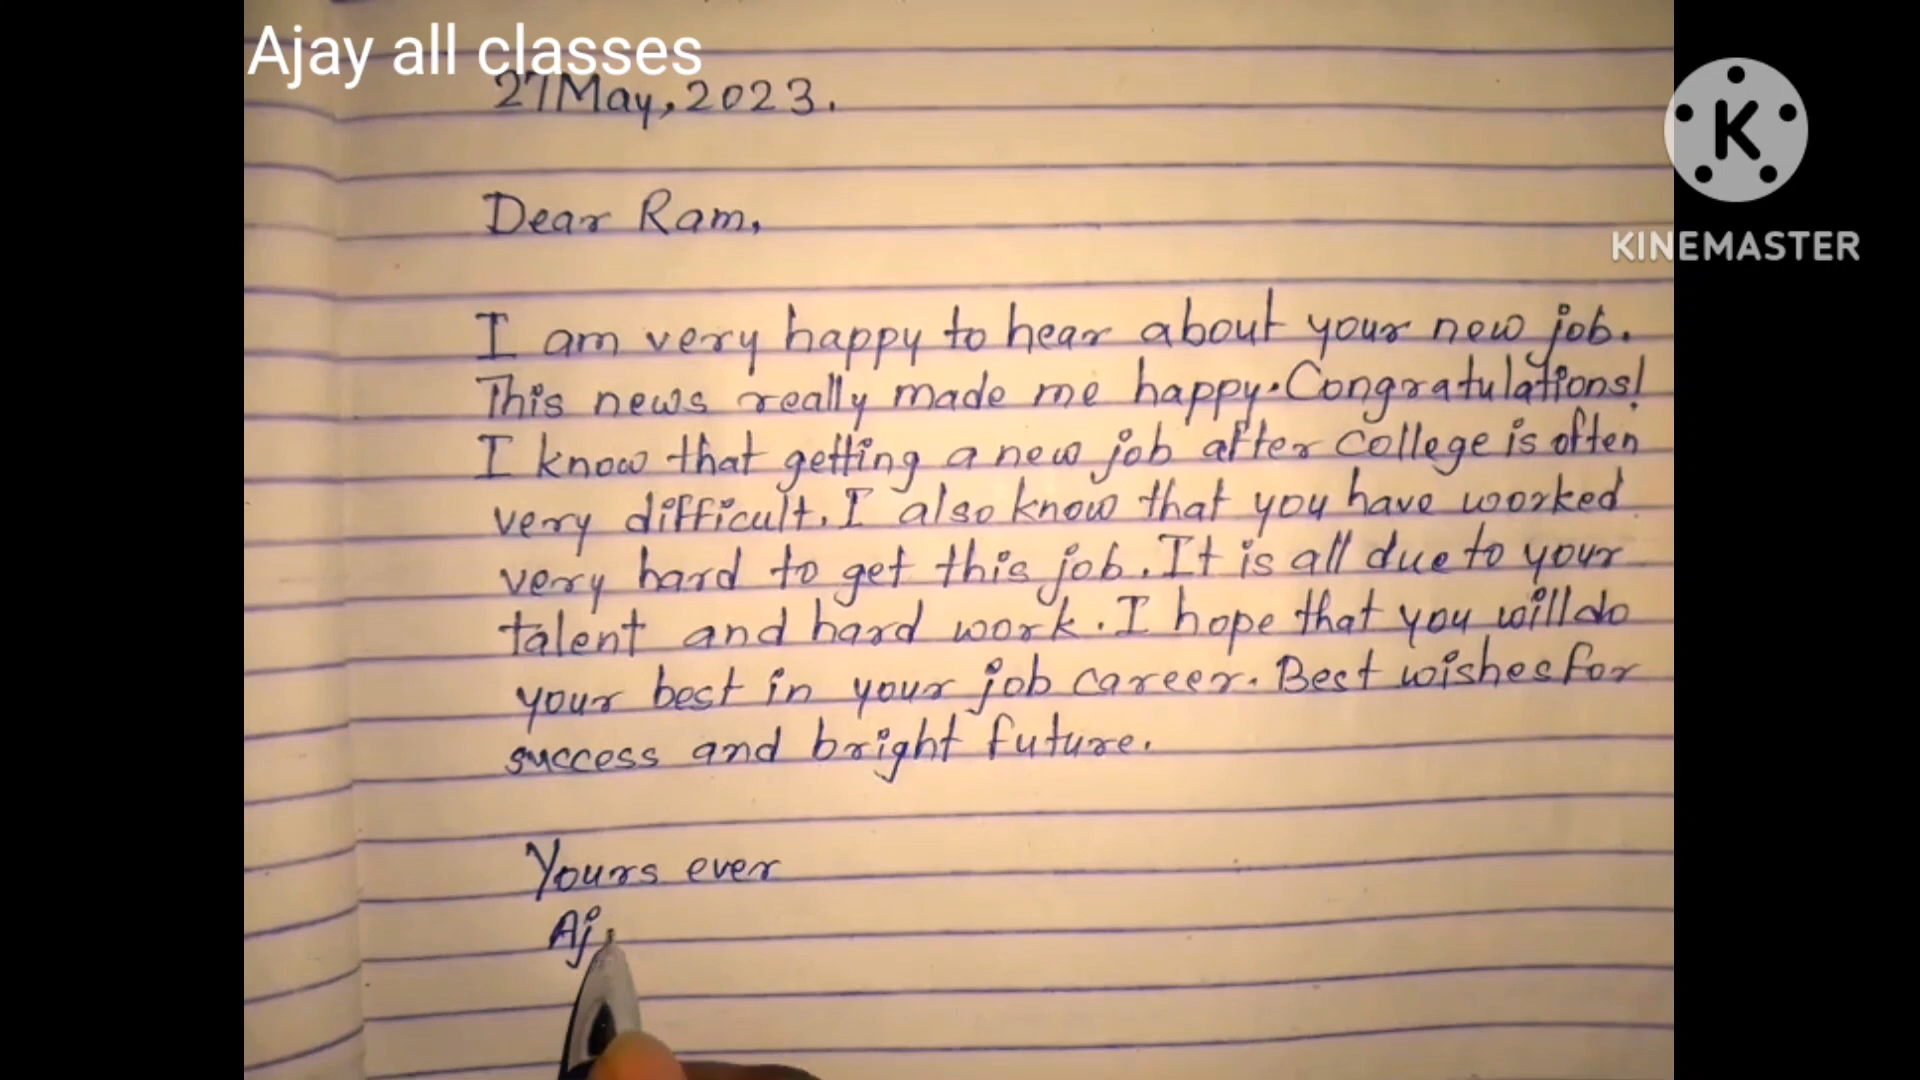 Ajay all classes
27 May, 2023.
K
KINEMASTER
Dear Ram,
I am very happy to hear about your new job.
This news really made me happy. Congratulations!
I know that getting a new job after college is often
very difficult. I also know that you have worked
very hard to get this job. It is all due to your
talent and hard work. I hope that you will do
your best in your job career. Best wishes for
success and bright future.
Yours ever
Aj